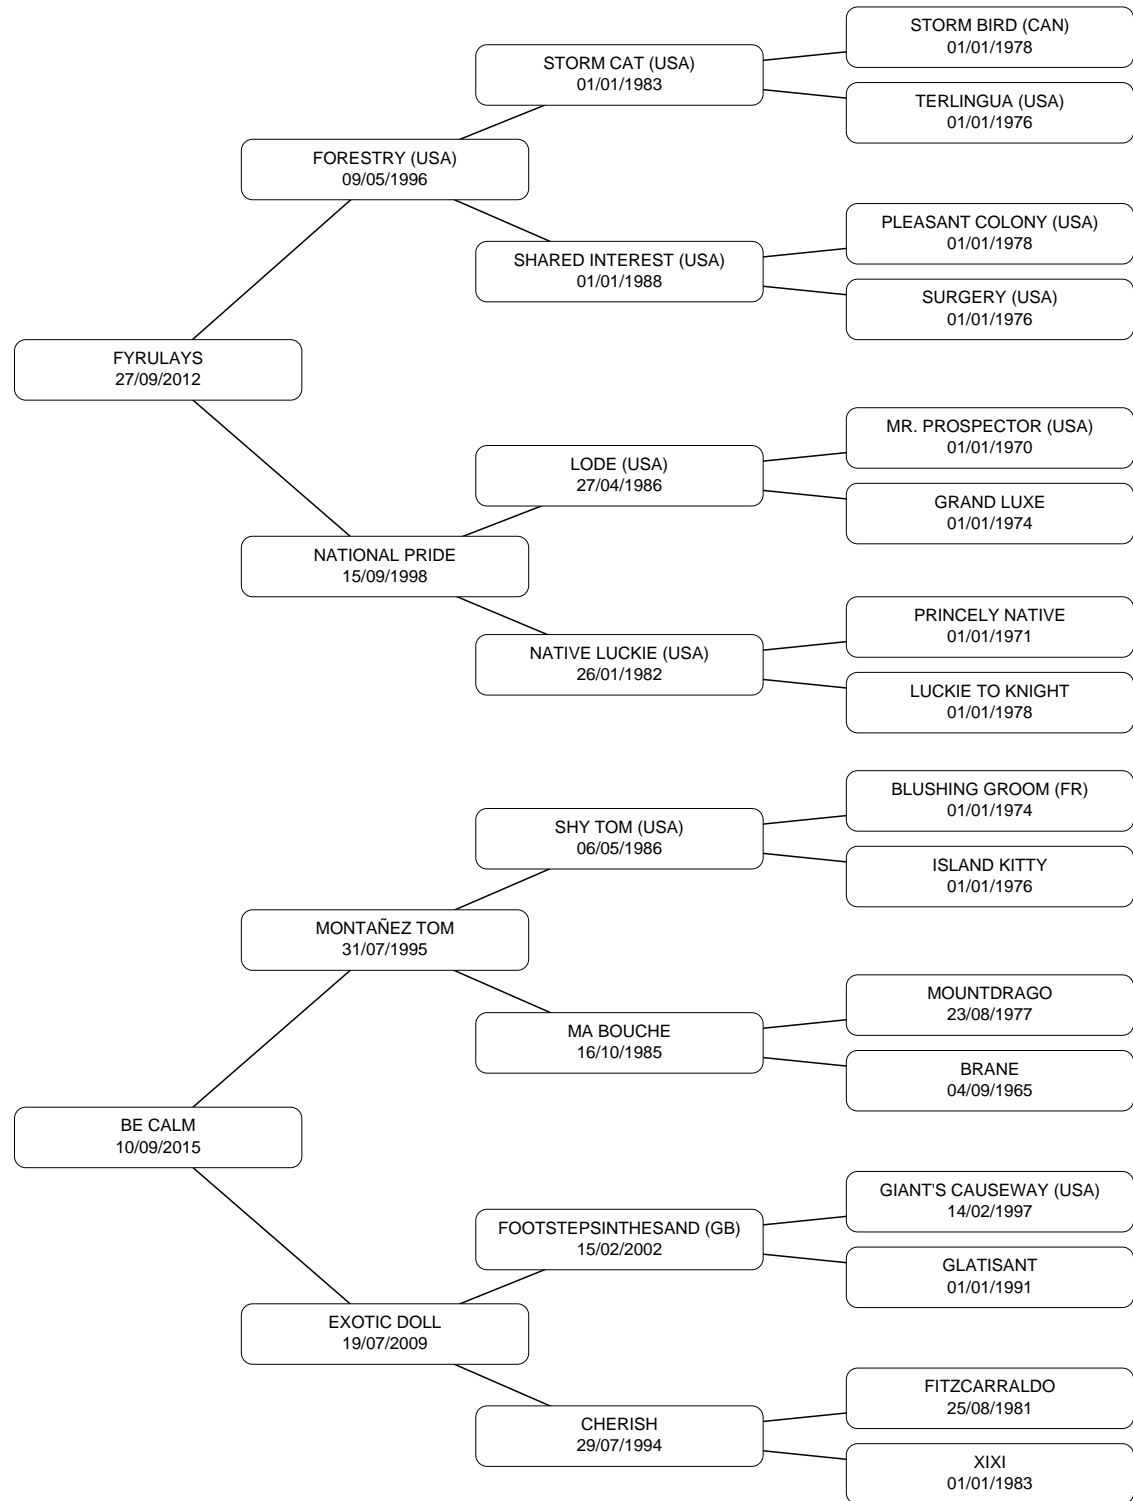 STORM BIRD (CAN)
01/01/1978
STORM CAT (USA)
01/01/1983
TERLINGUA (USA)
01/01/1976
FORESTRY (USA)
09/05/1996
PLEASANT COLONY (USA)
01/01/1978
SHARED INTEREST (USA)
01/01/1988
SURGERY (USA)
01/01/1976
FYRULAYS
27/09/2012
MR. PROSPECTOR (USA)
01/01/1970
LODE (USA)
27/04/1986
GRAND LUXE
01/01/1974
NATIONAL PRIDE
15/09/1998
PRINCELY NATIVE
01/01/1971
NATIVE LUCKIE (USA)
26/01/1982
LUCKIE TO KNIGHT
01/01/1978
BLUSHING GROOM (FR)
01/01/1974
SHY TOM (USA)
06/05/1986
ISLAND KITTY
01/01/1976
MONTAÑEZ TOM
31/07/1995
MOUNTDRAGO
23/08/1977
MA BOUCHE
16/10/1985
BRANE
04/09/1965
BE CALM
10/09/2015
GIANT'S CAUSEWAY (USA)
14/02/1997
FOOTSTEPSINTHESAND (GB)
15/02/2002
GLATISANT
01/01/1991
EXOTIC DOLL
19/07/2009
FITZCARRALDO
25/08/1981
CHERISH
29/07/1994
XIXI
01/01/1983